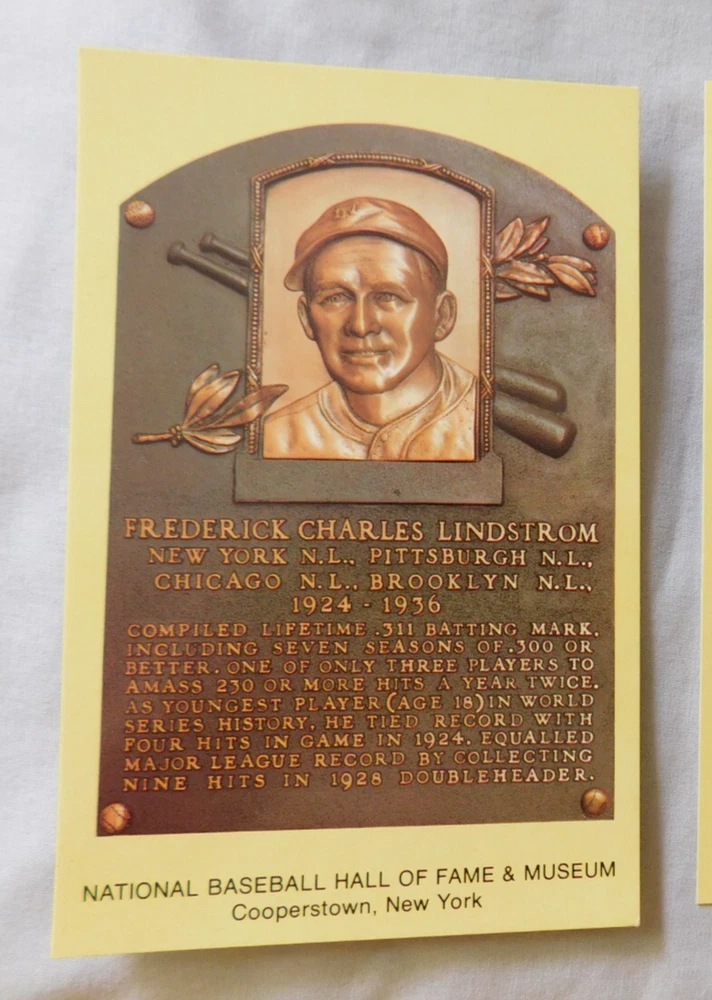 NY
FREDERICK CHARLES LINDSTROM
NEW YORK N.L., PITTSBURGH N.L.,
CHICAGO N.L., BROOKLYN N.L.,
1924 - 1936
COMPILED LIFETIME .311 BATTING MARK,
INCLUDING SEVEN SEASONS OF .300 OR
BETTER. ONE OF ONLY THREE PLAYERS TO
AMASS 230 OR MORE HITS A YEAR TWICE.
AS YOUNGEST PLAYER (AGE 18) IN WORLD
SERIES HISTORY, HE TIED RECORD WITH
FOUR HITS IN GAME IN 1924. EQUALLED
MAJOR LEAGUE RECORD BY COLLECTING
NINE HITS IN 1928 DOUBLEHEADER.
NATIONAL BASEBALL HALL OF FAME & MUSEUM
Cooperstown, New York